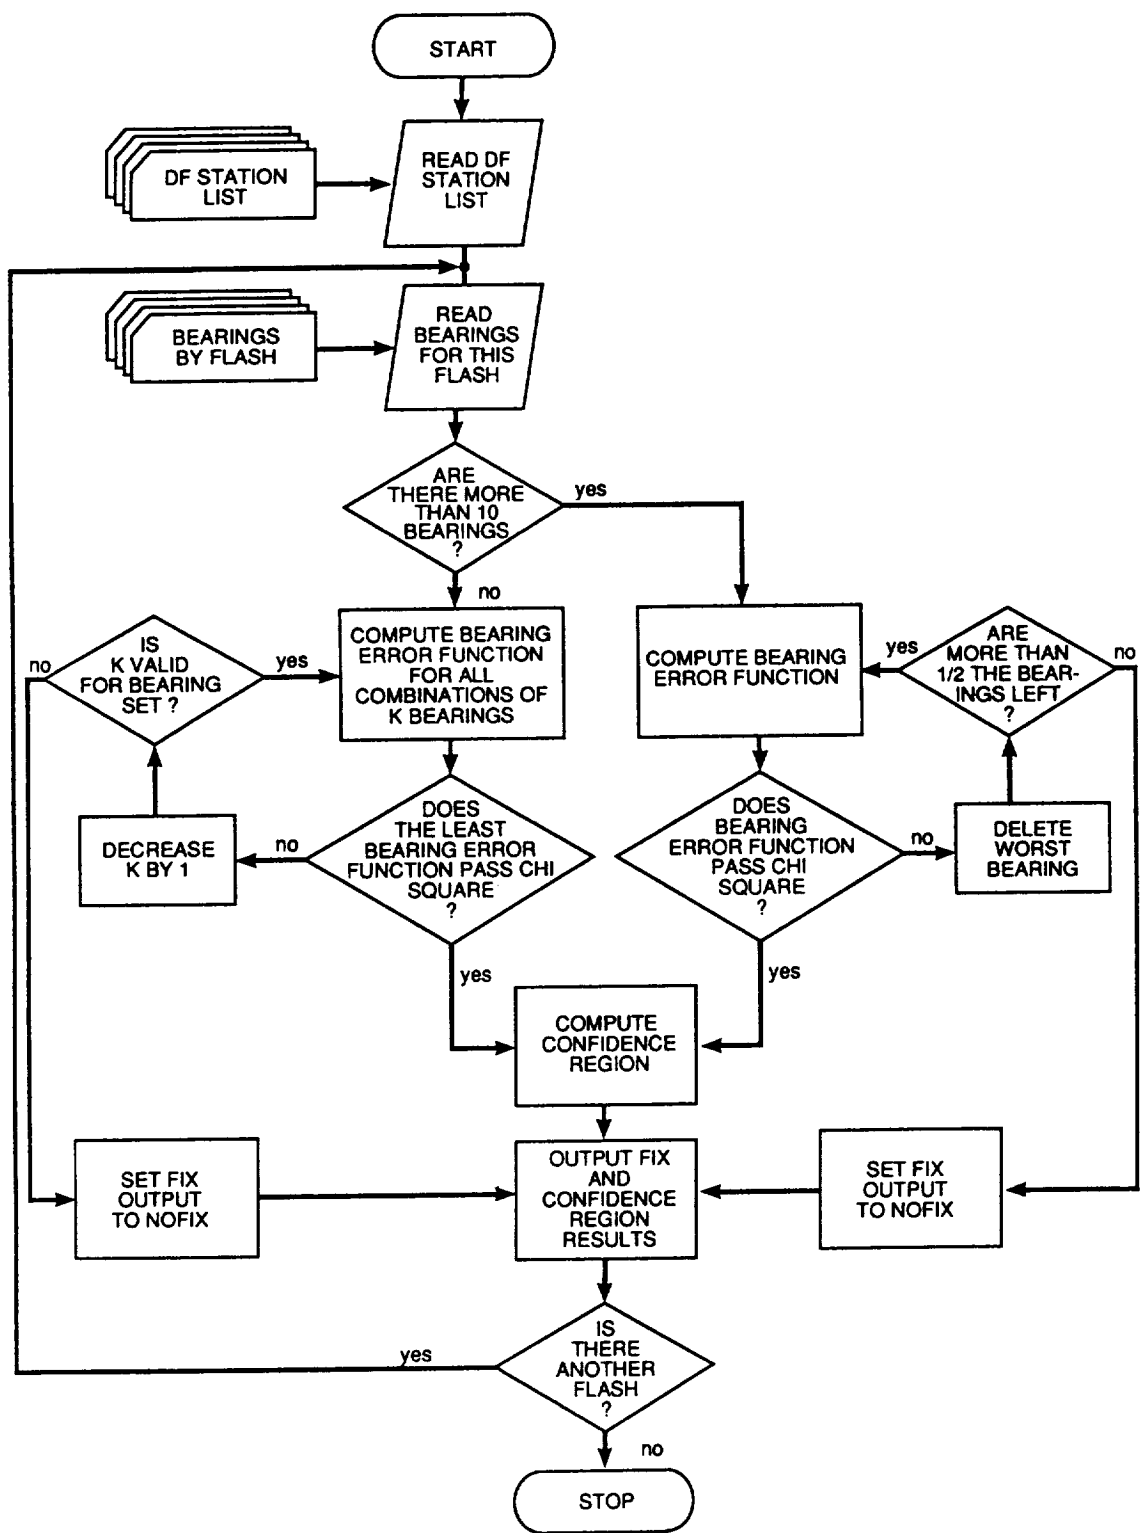 START
READ DF
STATION
LIST
DF STATION
LIST
READ
BEARINGS
FOR THIS
FLASH
BEARINGS
BY FLASH
ARE
THERE MORE
THAN 10
BEARINGS
?
yes
no
IS
K VALID
FOR BEARING
SET ?
no
yes
COMPUTE BEARING
ERROR FUNCTION
FOR ALL
COMBINATIONS OF
K BEARINGS
COMPUTE BEARING
ERROR FUNCTION
yes
ARE
MORE THAN
1/2 THE BEAR-
INGS LEFT
?
no
DECREASE
K BY 1
no
DOES
THE LEAST
BEARING ERROR
FUNCTION PASS CHI
SQUARE
?
DOES
BEARING
ERROR FUNCTION
PASS CHI
SQUARE
?
no
DELETE
WORST
BEARING
yes
yes
COMPUTE
CONFIDENCE
REGION
SET FIX
OUTPUT
TO NOFIX
OUTPUT FIX
AND
CONFIDENCE
REGION
RESULTS
SET FIX
OUTPUT
TO NOFIX
IS
THERE
ANOTHER
FLASH
?
yes
no
STOP